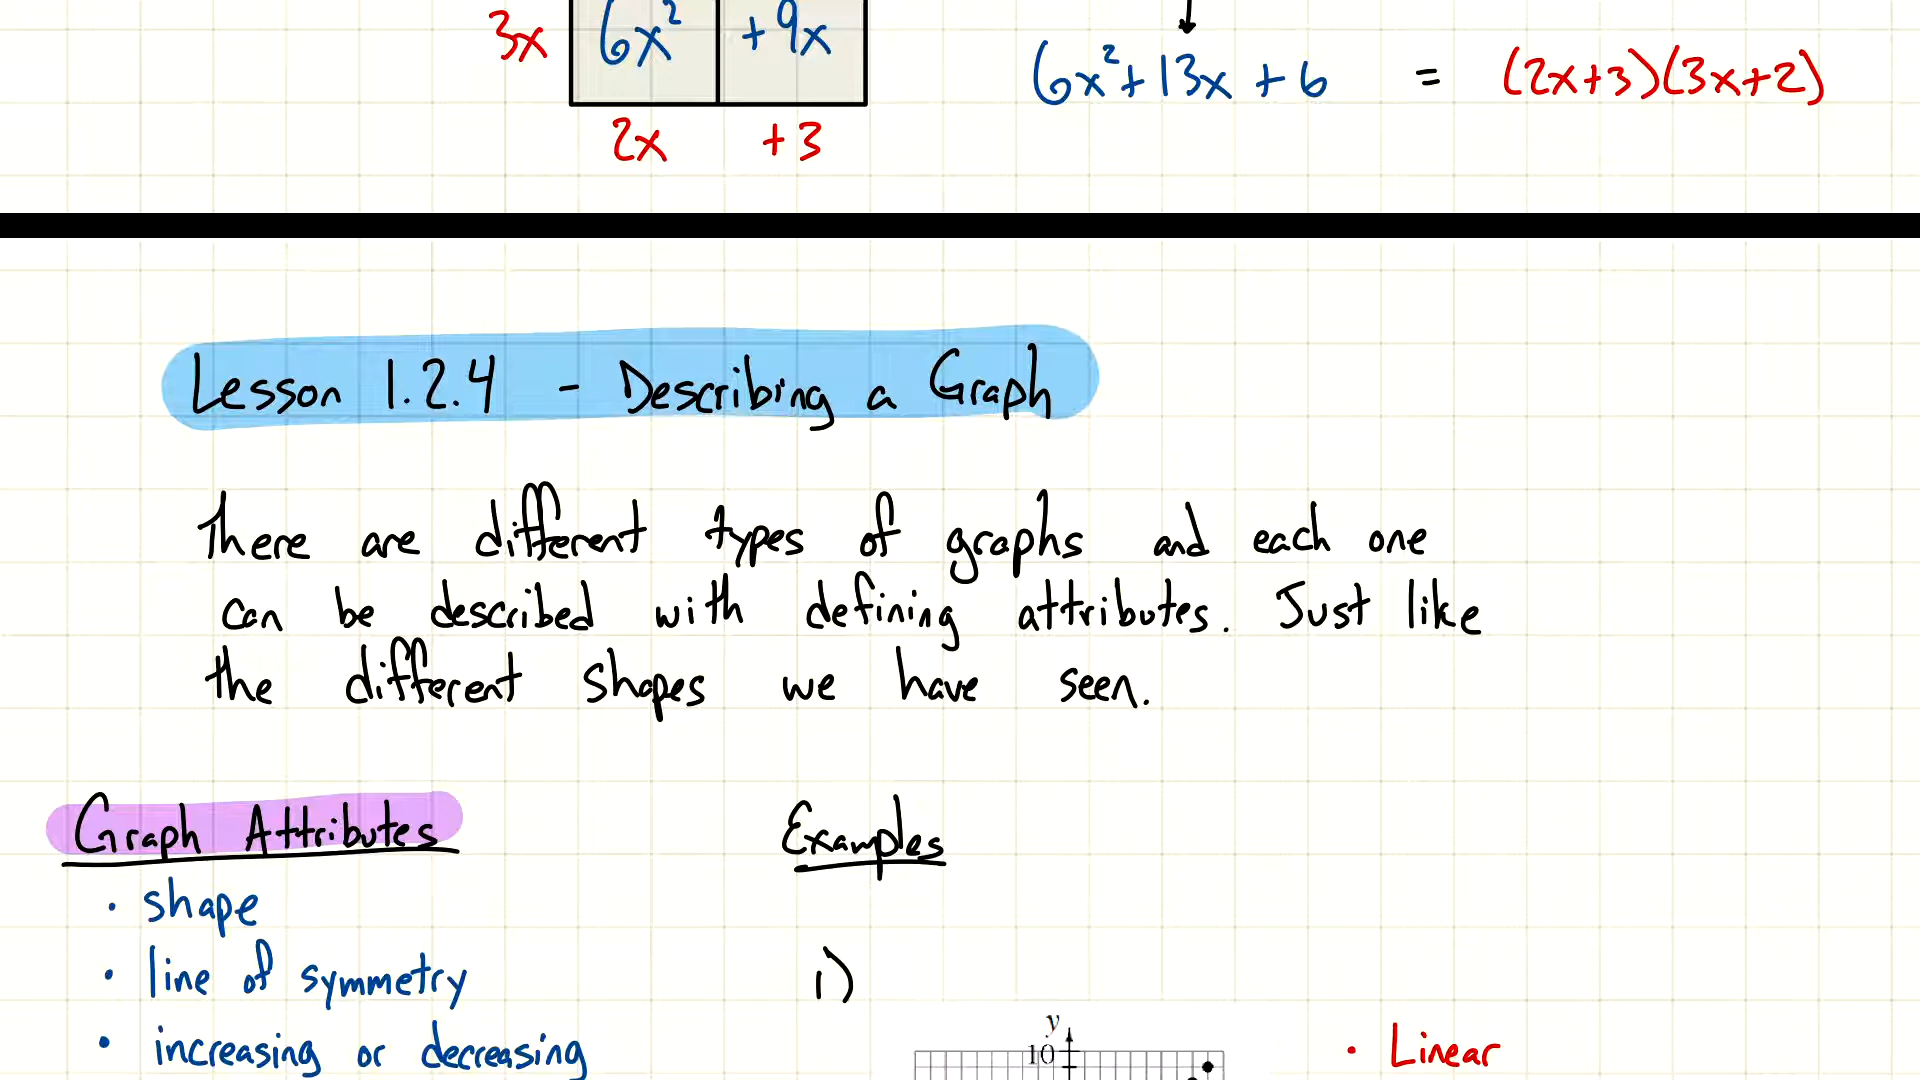 3x 6x² +9x
6x²+13x+6 = (2x+3)(3x+2)
2x +3
Lesson 1.2.4 - Describing a Graph
There are different types of graphs and each one
can be described with defining attributes. Just like
the different shapes we have seen.
Graph Attributes
• shape
• line of symmetry
• increasing or decreasing
Examples
1)
y
10
• Linear